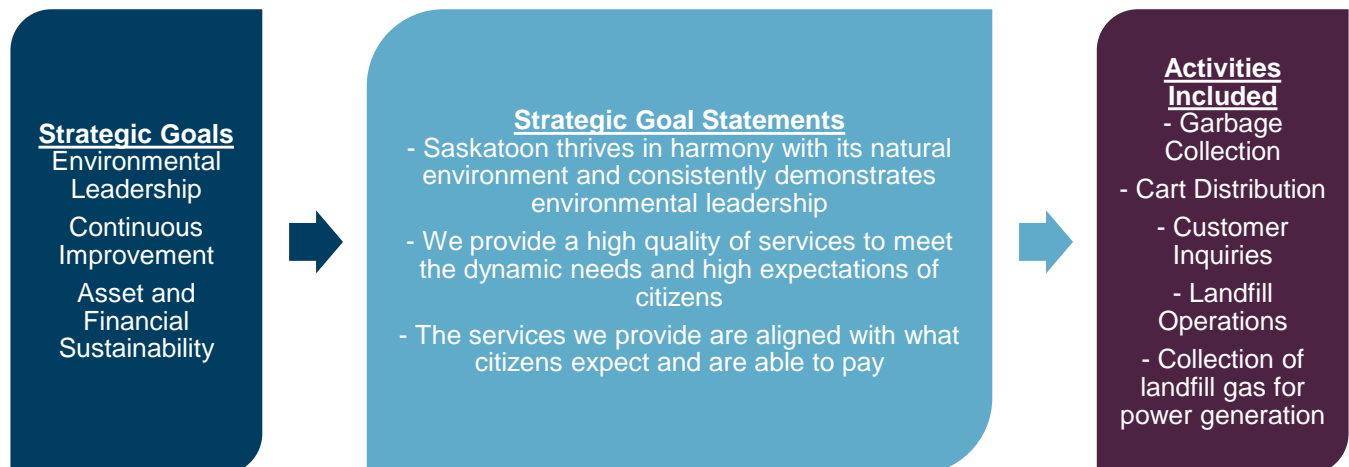 Strategic Goals
Environmental
Leadership
Continuous
Improvement
Asset and
Financial
Sustainability
Strategic Goal Statements
- Saskatoon thrives in harmony with its natural
environment and consistently demonstrates
environmental leadership
- We provide a high quality of services to meet
the dynamic needs and high expectations of
citizens
- The services we provide are aligned with what
citizens expect and are able to pay
Activities
Included
- Garbage
Collection
- Cart Distribution
- Customer
Inquiries
- Landfill
Operations
- Collection of
landfill gas for
power generation